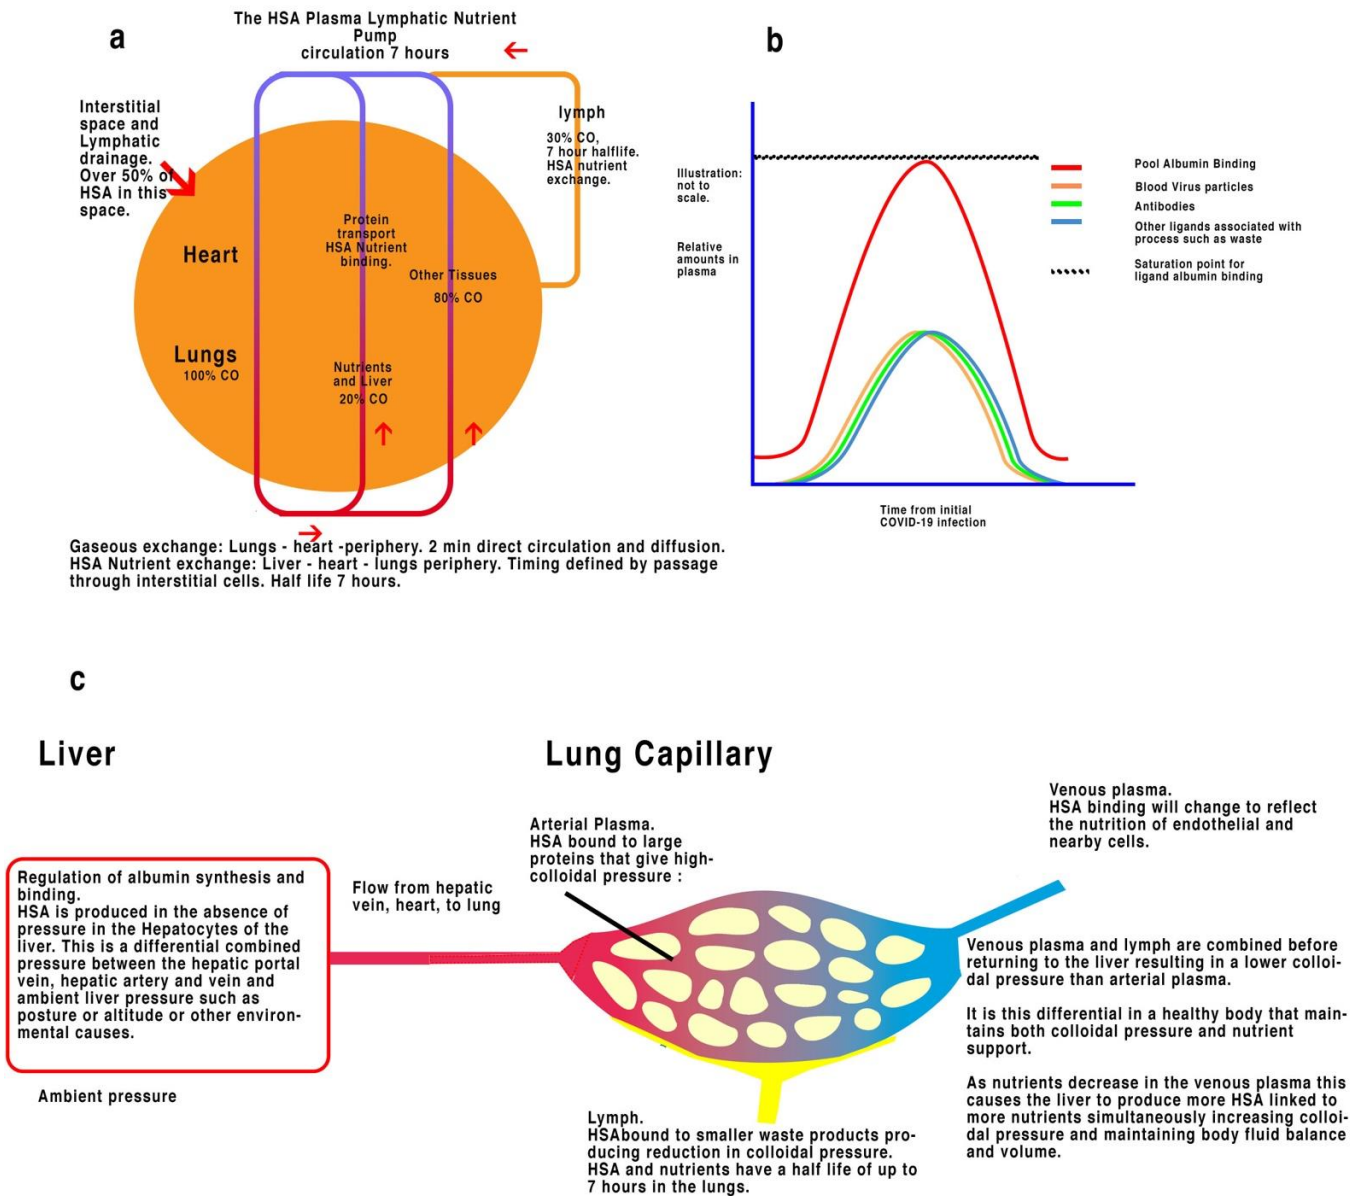 a
The HSA Plasma Lymphatic Nutrient
Pump
circulation 7 hours
Interstitial
space and
Lymphatic
drainage.
Over 50% of
HSA in this
space.
lymph
30% CO,
7 hour halflife.
HSA nutrient
exchange.
Protein
transport
HSA Nutrient
binding.
Heart
Other Tissues
80% CO
Lungs
100% CO
Nutrients
and Liver
20% CO
Gaseous exchange: Lungs - heart -periphery. 2 min direct circulation and diffusion.
HSA Nutrient exchange: Liver - heart - lungs periphery. Timing defined by passage
through interstitial cells. Half life 7 hours.
b
Illustration:
not to
scale.
Relative
amounts in
plasma
Pool Albumin Binding
Blood Virus particles
Antibodies
Other ligands associated with
process such as waste
Saturation point for
ligand albumin binding
Time from initial
COVID-19 infection
c
Liver
Lung Capillary
Regulation of albumin synthesis and
binding.
HSA is produced in the absence of
pressure in the Hepatocytes of the
liver. This is a differential combined
pressure between the hepatic portal
vein, hepatic artery and vein and
ambient liver pressure such as
posture or altitude or other environ-
mental causes.
Ambient pressure
Flow from hepatic
vein, heart, to lung
Arterial Plasma.
HSA bound to large
proteins that give high-
colloidal pressure :
Venous plasma.
HSA binding will change to reflect
the nutrition of endothelial and
nearby cells.
Venous plasma and lymph are combined before
returning to the liver resulting in a lower colloi-
dal pressure than arterial plasma.
It is this differential in a healthy body that main-
tains both colloidal pressure and nutrient
support.
As nutrients decrease in the venous plasma this
causes the liver to produce more HSA linked to
more nutrients simultaneously increasing colloi-
dal pressure and maintaining body fluid balance
and volume.
Lymph.
HSAbound to smaller waste products pro-
ducing reduction in colloidal pressure.
HSA and nutrients have a half life of up to
7 hours in the lungs.